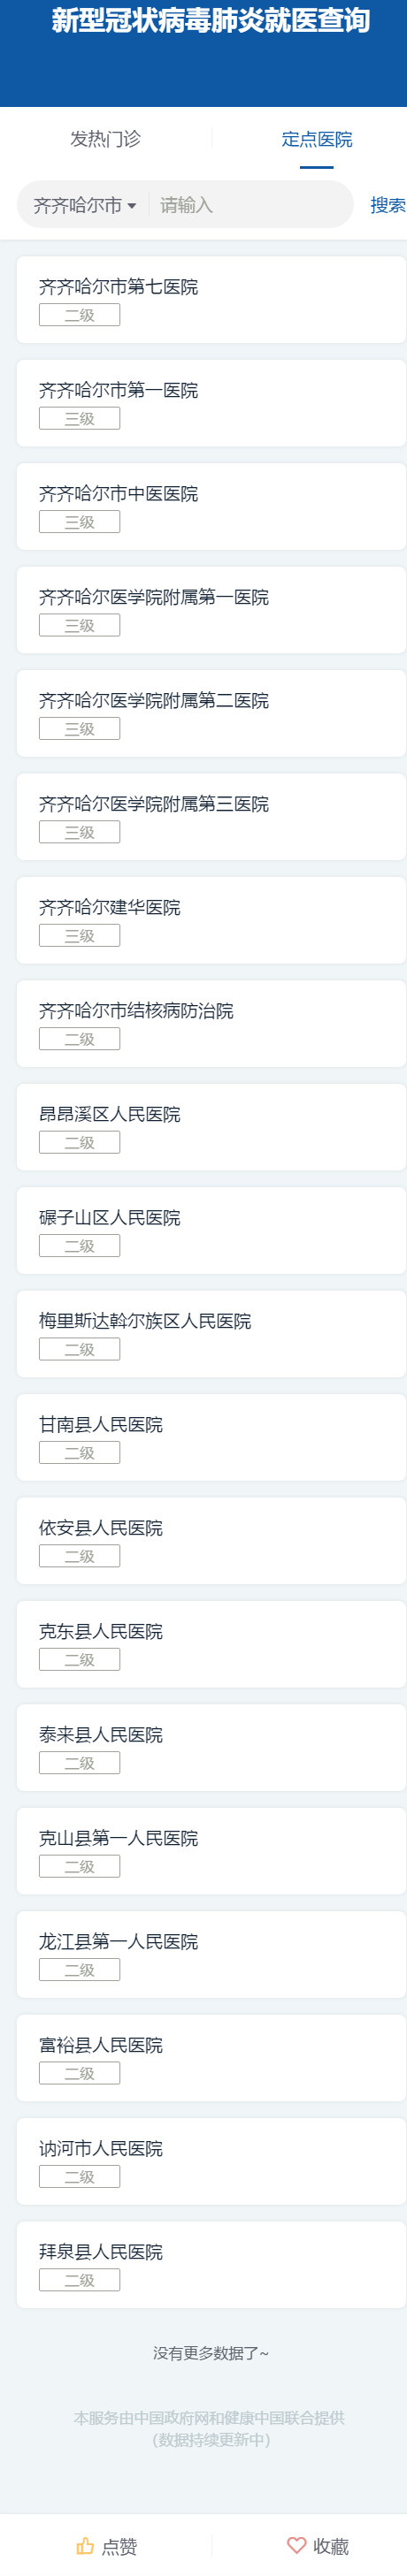 新型冠状病毒肺炎就医查询
发热门诊 定点医院
齐齐哈尔市 请输入 搜索
齐齐哈尔市第七医院
二级
齐齐哈尔市第一医院
三级
齐齐哈尔市中医医院
三级
齐齐哈尔医学院附属第一医院
三级
齐齐哈尔医学院附属第二医院
三级
齐齐哈尔医学院附属第三医院
三级
齐齐哈尔建华医院
三级
齐齐哈尔市结核病防治院
二级
昂昂溪区人民医院
二级
碾子山区人民医院
二级
梅里斯达斡尔族区人民医院
二级
甘南县人民医院
二级
依安县人民医院
二级
克东县人民医院
二级
泰来县人民医院
二级
克山县第一人民医院
二级
龙江县第一人民医院
二级
富裕县人民医院
二级
讷河市人民医院
二级
拜泉县人民医院
二级
没有更多数据了~
本服务由中国政府网和健康中国联合提供
(数据持续更新中)
点赞 收藏